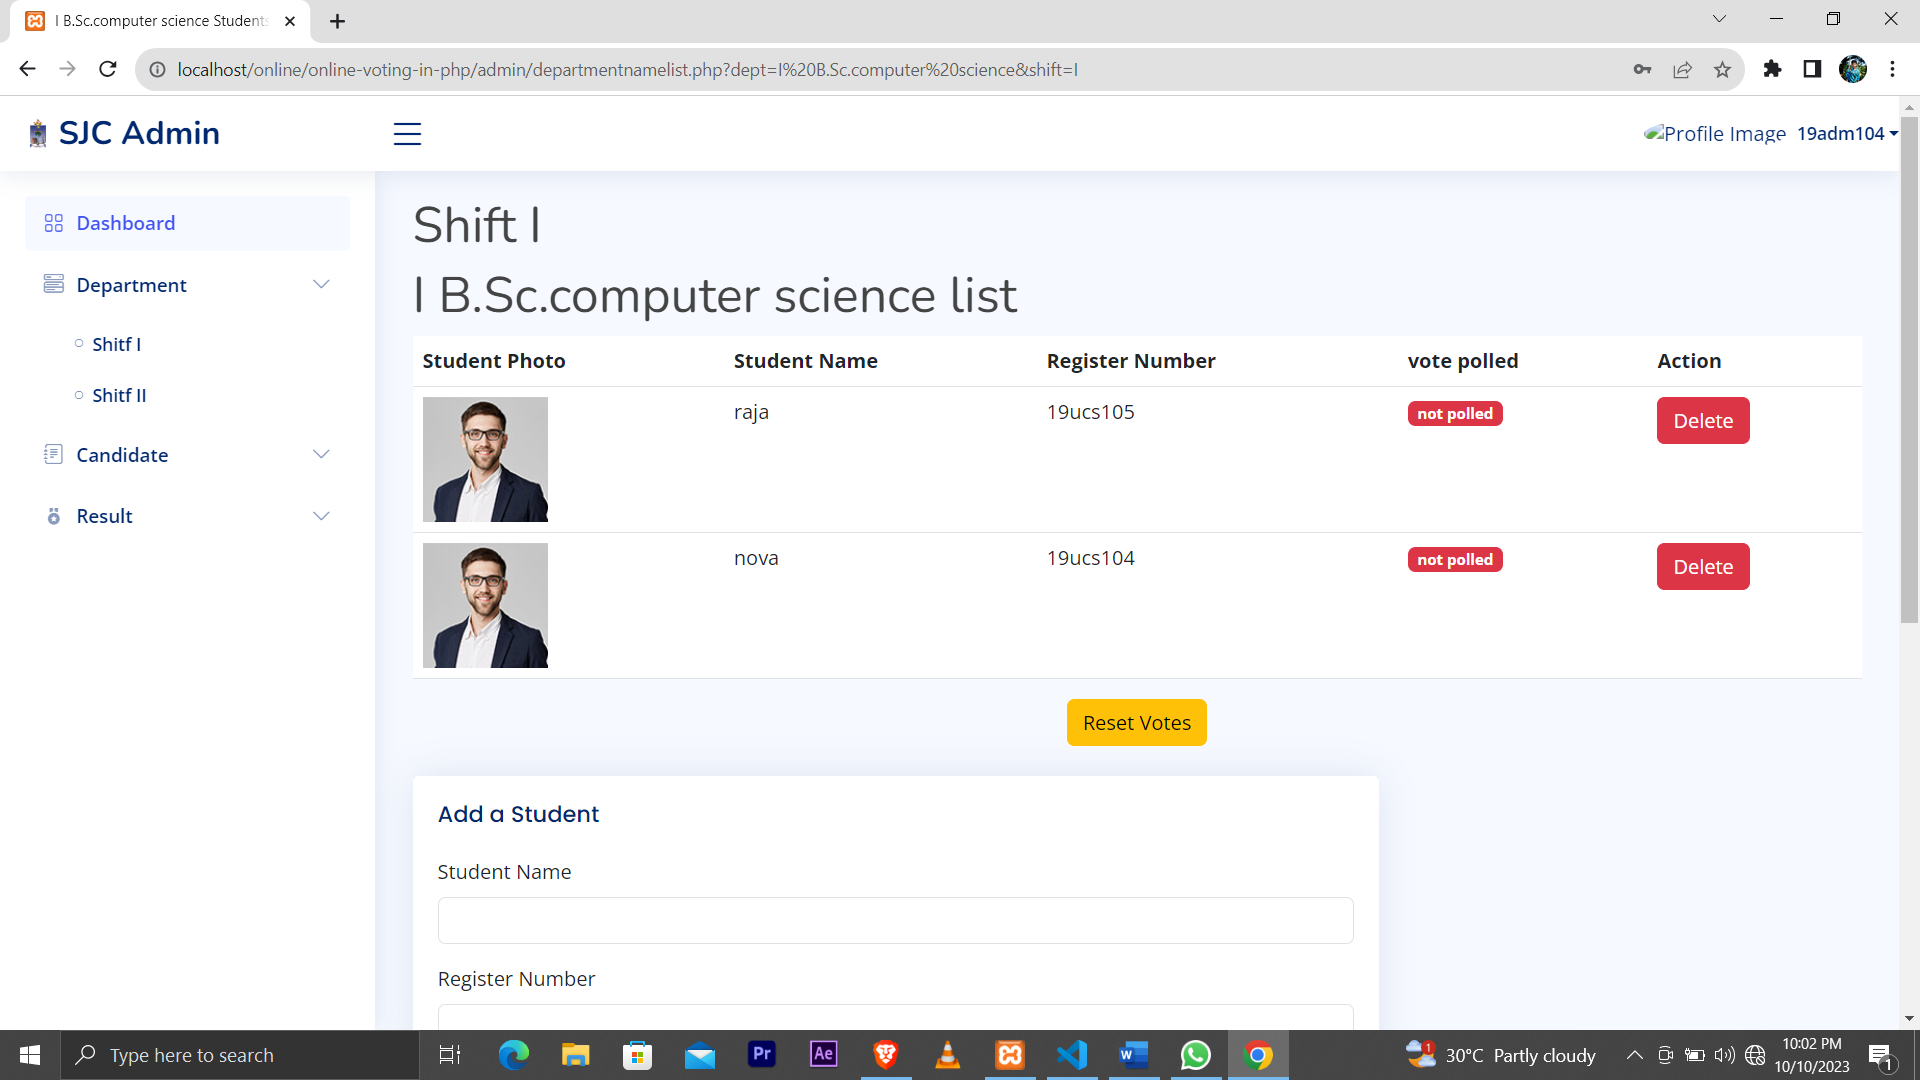 I B.Sc.computer science Students
localhost/online/online-voting-in-php/admin/departmentnamelist.php?dept=I%20B.Sc.computer%20science&shift=I
SJC Admin
Profile Image 19adm104
Dashboard
Department
Shitf I
Shitf II
Candidate
Result
Shift I
I B.Sc.computer science list
Student Photo Student Name Register Number vote polled Action
raja 19ucs105 not polled Delete
nova 19ucs104 not polled Delete
Reset Votes
Add a Student
Student Name
Register Number
Type here to search
Pr
Ae
W
1
30°C Partly cloudy
10:02 PM
10/10/2023
1